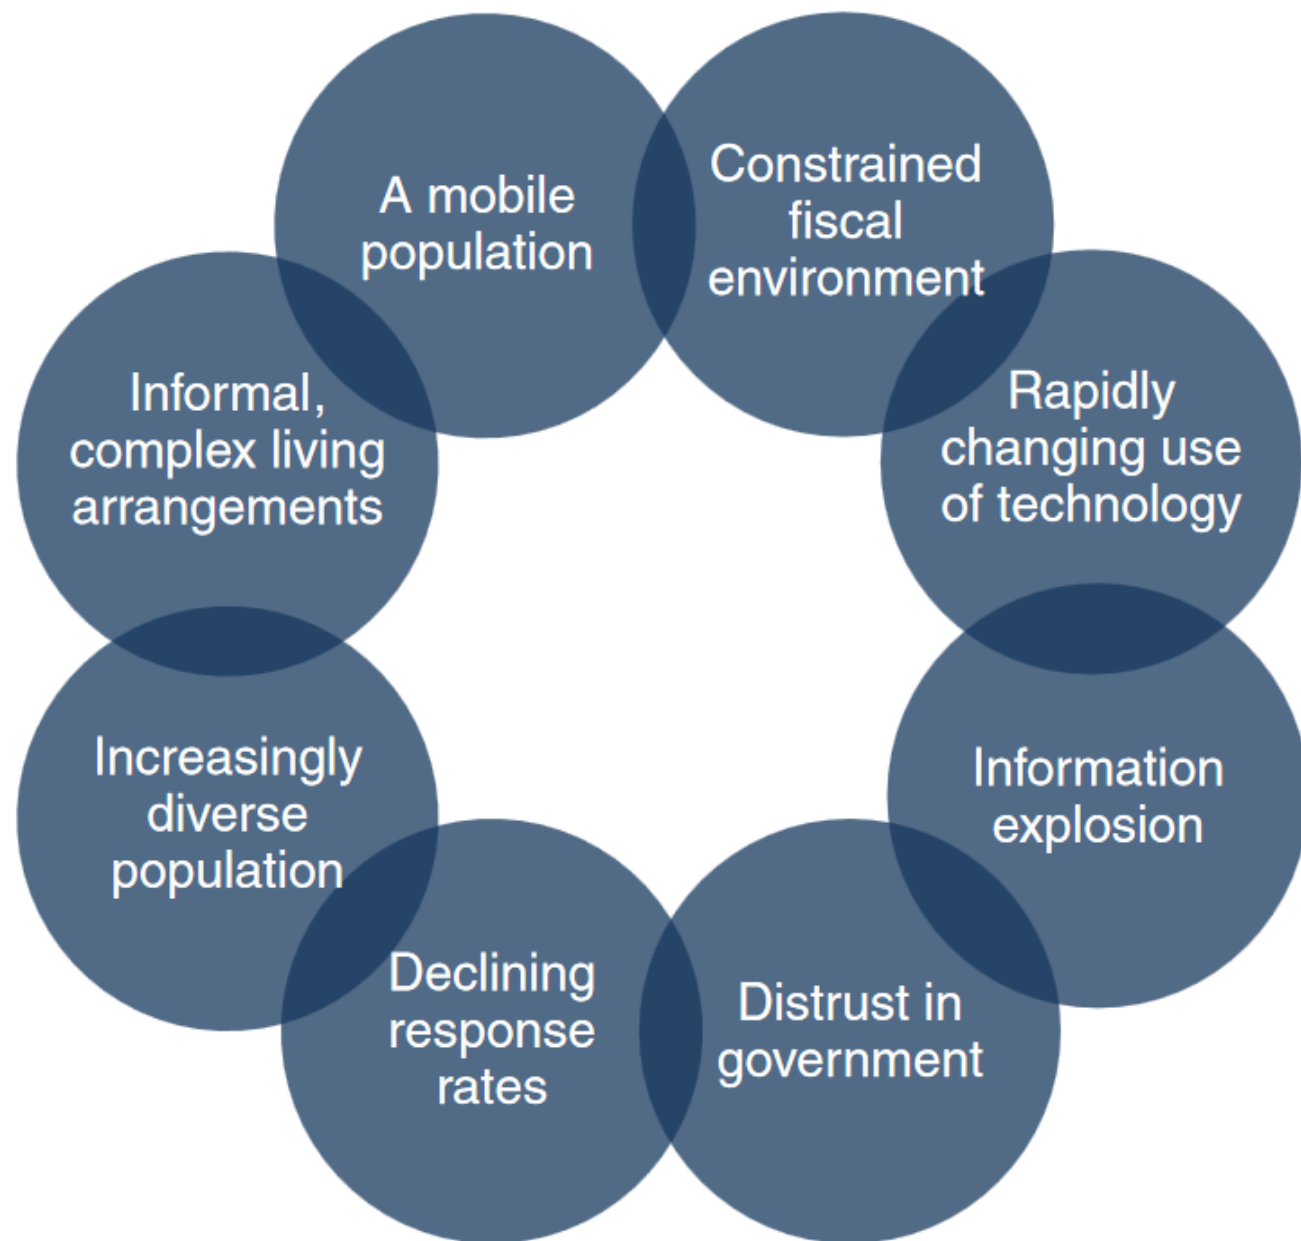 A mobile
population
Constrained
fiscal
environment
Rapidly
changing use
of technology
Information
explosion
Distrust in
government
Declining
response
rates
Increasingly
diverse
population
Informal,
complex living
arrangements